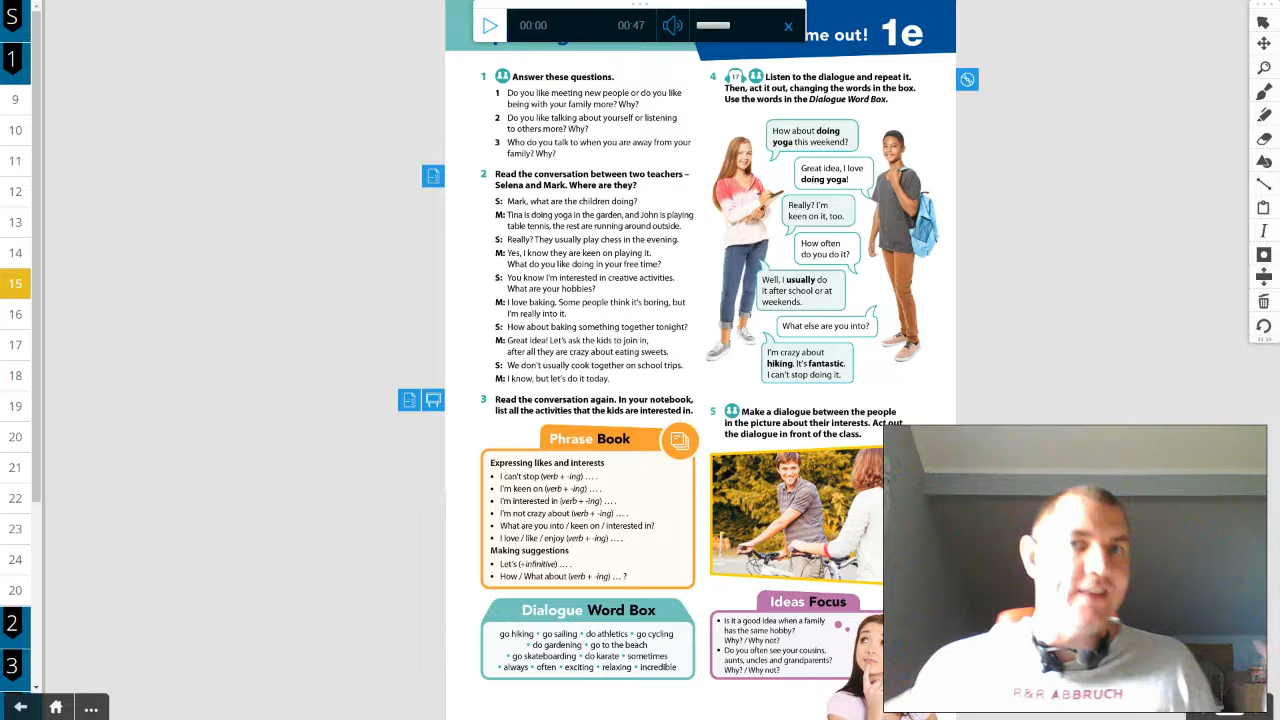 00:00 00:47
me out! 1e
1 Answer these questions.
1 Do you like meeting new people or do you like
being with your family more? Why?
2 Do you like talking about yourself or listening
to others more? Why?
3 Who do you talk to when you are away from your
family? Why?
2 Read the conversation between two teachers –
Selena and Mark. Where are they?
S: Mark, what are the children doing?
M: Tina is doing yoga in the garden, and John is playing
table tennis, the rest are running around outside.
S: Really? They usually play chess in the evening.
M: Yes, I know they are keen on playing it.
What do you like doing in your free time?
S: You know I'm interested in creative activities.
What are your hobbies?
M: I love baking. Some people think it's boring, but
I'm really into it.
S: How about baking something together tonight?
M: Great idea! Let's ask the kids to join in,
after all they are crazy about eating sweets.
S: We don't usually cook together on school trips.
M: I know, but let's do it today.
3 Read the conversation again. In your notebook,
list all the activities that the kids are interested in.
Phrase Book
Expressing likes and interests
• I can't stop (verb + -ing) … .
• I'm keen on (verb + -ing) … .
• I'm interested in (verb + -ing) … .
• I'm not crazy about (verb + -ing) … .
• What are you into / keen on / interested in?
• I love / like / enjoy (verb + -ing) … .
Making suggestions
• Let's (+infinitive) … .
• How / What about (verb + -ing) … ?
Dialogue Word Box
go hiking • go sailing • do athletics • go cycling
• do gardening • go to the beach
• go skateboarding • do karate • sometimes
• always • often • exciting • relaxing • incredible
4 17 Listen to the dialogue and repeat it.
Then, act it out, changing the words in the box.
Use the words in the Dialogue Word Box.
How about doing
yoga this weekend?
Great idea, I love
doing yoga!
Really? I'm
keen on it, too.
How often
do you do it?
Well, I usually do
it after school or at
weekends.
What else are you into?
I'm crazy about
hiking. It's fantastic.
I can't stop doing it.
5 Make a dialogue between the people
in the picture about their interests. Act out
the dialogue in front of the class.
Ideas Focus
• Is it a good idea when a family
has the same hobby?
Why? / Why not?
• Do you often see your cousins,
aunts, uncles and grandparents?
Why? / Why not?
R&R ABBRUCH
S
1
9
10
11
12
13
14
15
16
17
20
21
22
23
24
20
2
3